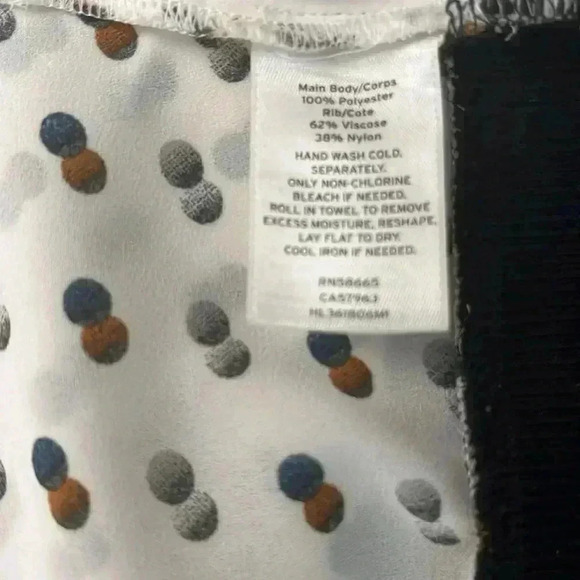 Main Body/Corps
100% Polyester
Rib/Cote
62% Viscose
38% Nylon
HAND WASH COLD.
SEPARATELY.
ONLY NON-CHLORINE
BLEACH IF NEEDED.
ROLL IN TOWEL TO REMOVE
EXCESS MOISTURE, RESHAPE.
LAY FLAT TO DRY.
COOL IRON IF NEEDED.
RN58665